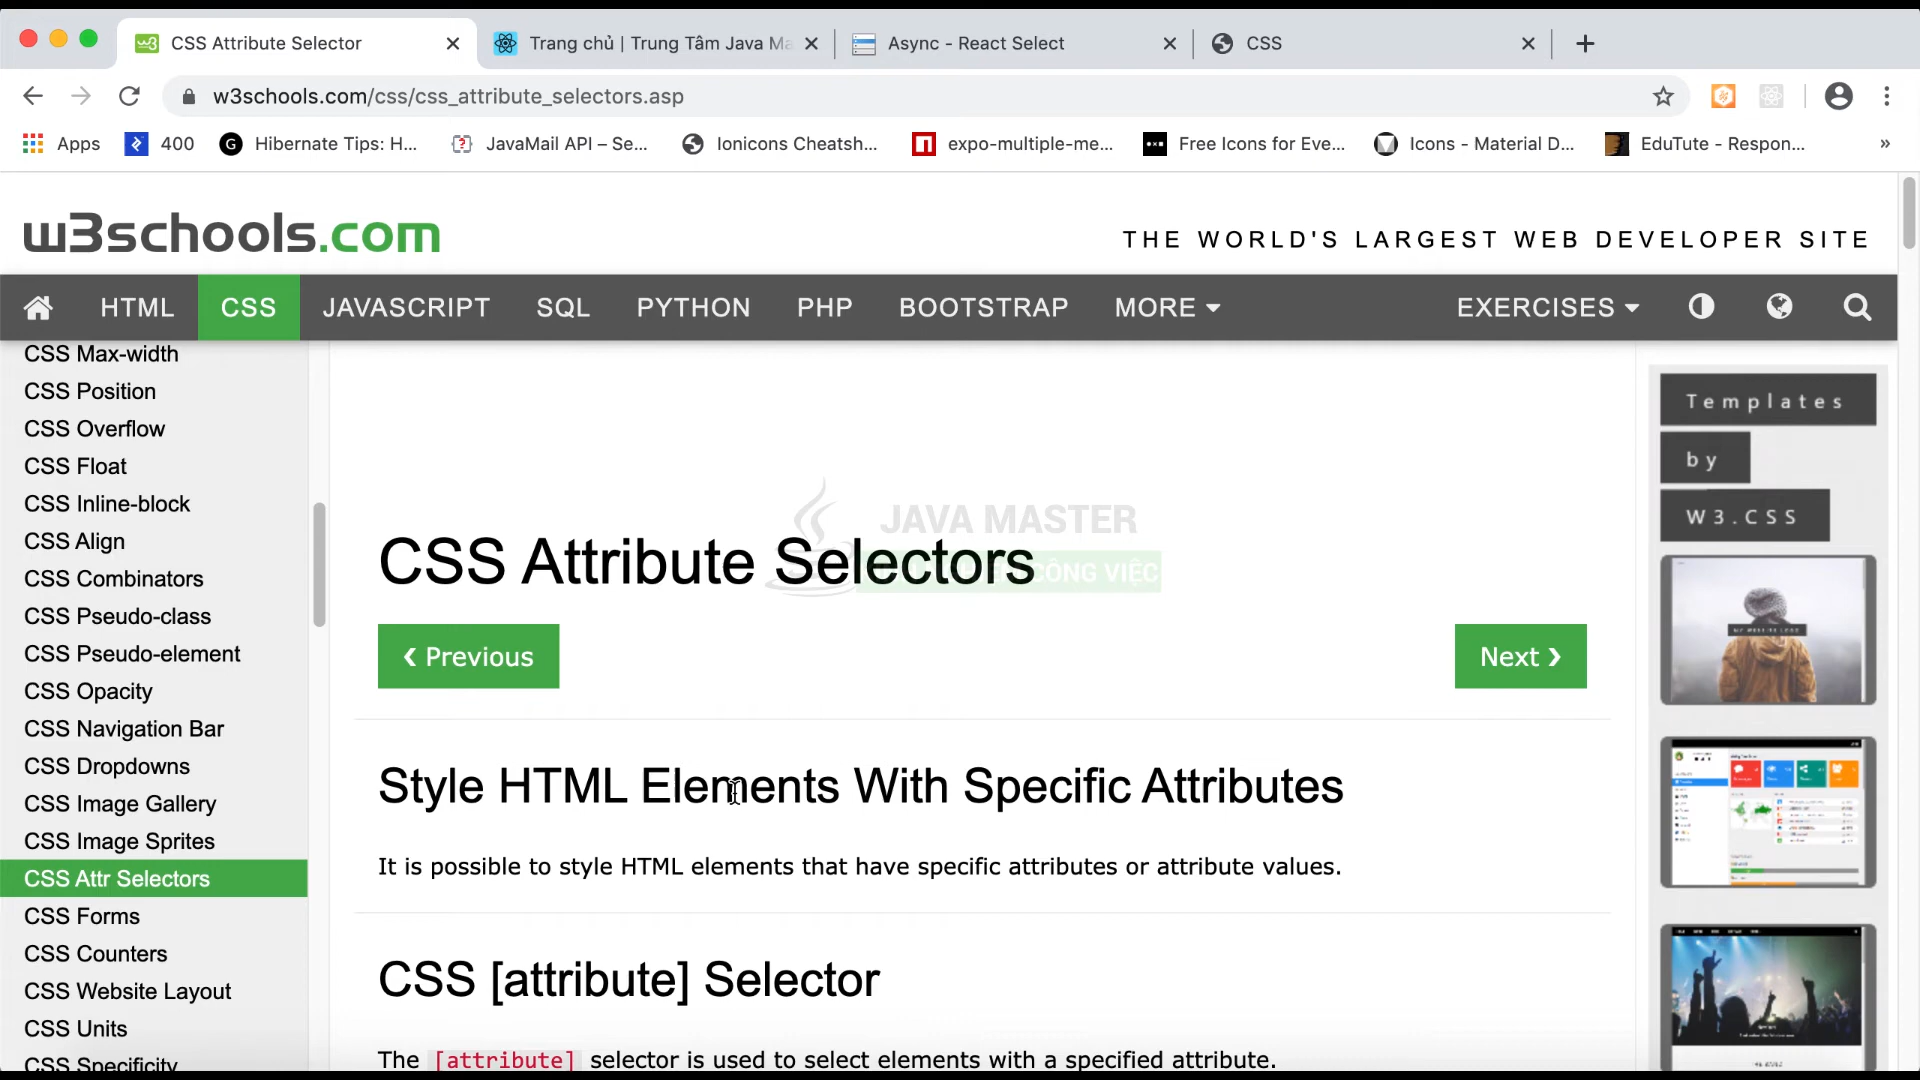 CSS Attribute Selector
Trang chủ | Trung Tâm Java Ma
Async - React Select
CSS
w3schools.com/css/css_attribute_selectors.asp
Apps
400
Hibernate Tips: H...
JavaMail API – Se...
Ionicons Cheatsh...
expo-multiple-me...
Free Icons for Eve...
Icons - Material D...
EduTute - Respon...
»
w3schools.com
THE WORLD'S LARGEST WEB DEVELOPER SITE
HTML
CSS
JAVASCRIPT
SQL
PYTHON
PHP
BOOTSTRAP
MORE
EXERCISES
CSS Max-width
CSS Position
CSS Overflow
CSS Float
CSS Inline-block
CSS Align
CSS Combinators
CSS Pseudo-class
CSS Pseudo-element
CSS Opacity
CSS Navigation Bar
CSS Dropdowns
CSS Image Gallery
CSS Image Sprites
CSS Attr Selectors
CSS Forms
CSS Counters
CSS Website Layout
CSS Units
CSS Specificity
JAVA MASTER
CÔNG VIỆC
CSS Attribute Selectors
❮ Previous
Next ❯
Style HTML Elements With Specific Attributes
It is possible to style HTML elements that have specific attributes or attribute values.
CSS [attribute] Selector
The [attribute] selector is used to select elements with a specified attribute.
Templates
by
W3.CSS